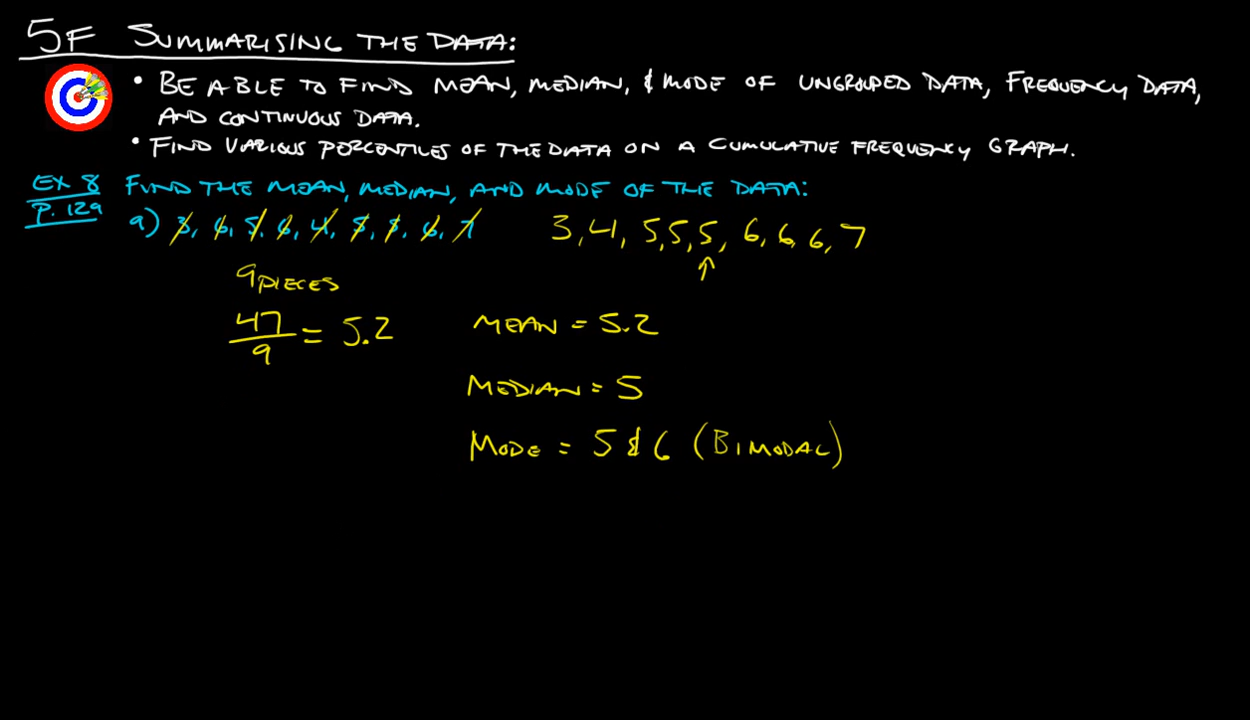 5F SUMMARISING THE DATA:
• BE ABLE TO FIND MEAN, MEDIAN, & MODE OF UNGROUPED DATA, FREQUENCY DATA,
AND CONTINUOUS DATA.
• FIND VARIOUS PERCENTILES OF THE DATA ON A CUMULATIVE FREQUENCY GRAPH.
EX 8 FIND THE MEAN, MEDIAN, AND MODE OF THE DATA:
P. 129
a) 3, 6, 5, 6, 4, 5, 5, 6, 7 3, 4, 5, 5, 5, 6, 6, 6, 7
↑
9 PIECES
47/9 = 5.2 MEAN = 5.2
MEDIAN = 5
MODE = 5 & 6 (BIMODAL)